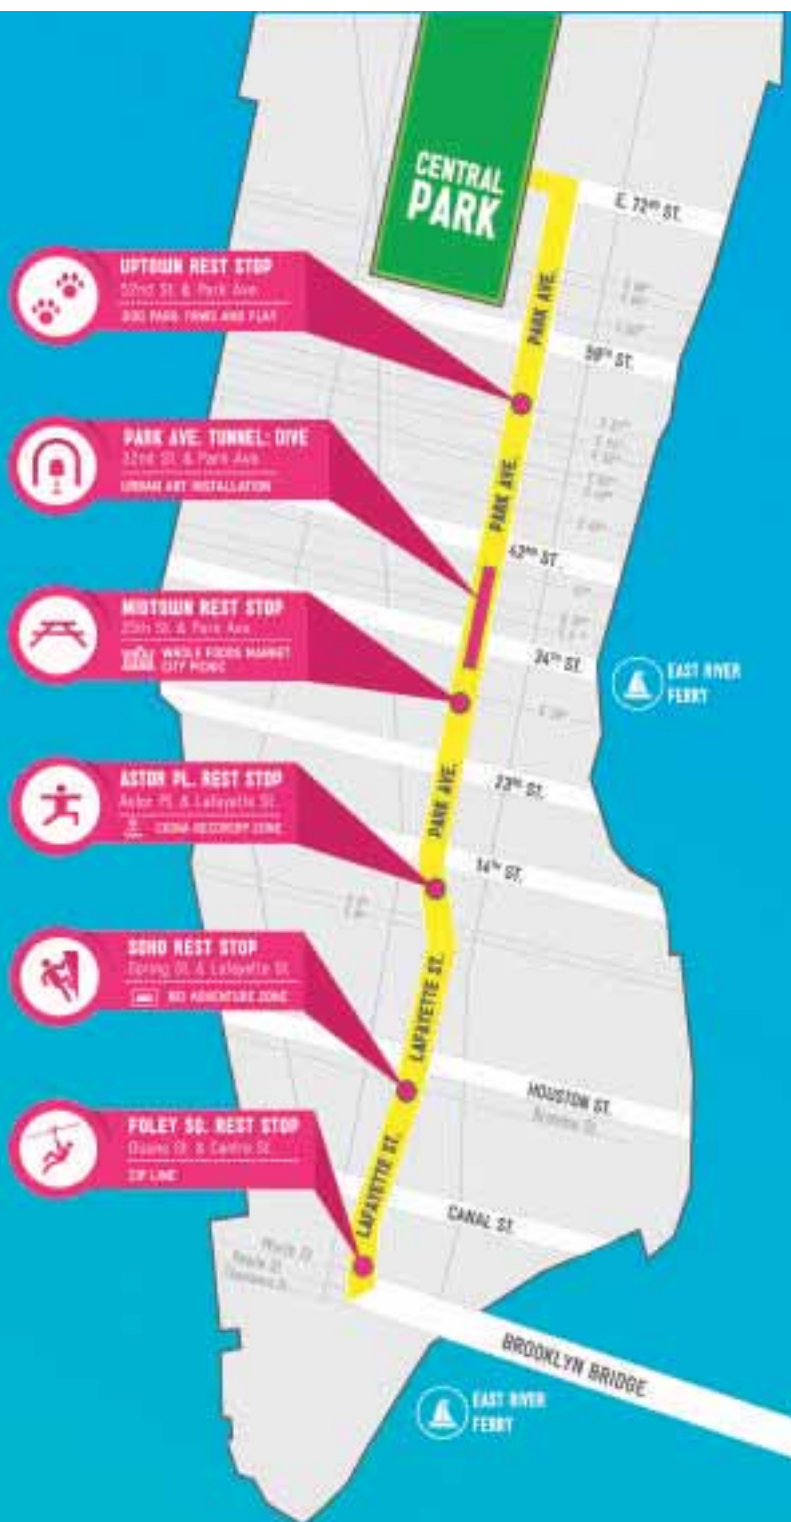 CENTRAL
PARK
E. 72ND ST.
PARK AVE.
59TH ST.
UPTOWN REST STOP
52nd St. & Park Ave.
DOG PARK: PAWS AND PLAY
PARK AVE. TUNNEL: DIVE
32nd St. & Park Ave.
URBAN ART INSTALLATION
PARK AVE.
42ND ST.
MIDTOWN REST STOP
25th St. & Park Ave.
WHOLE FOODS MARKET
CITY PICNIC
34TH ST.
EAST RIVER
FERRY
ASTOR PL. REST STOP
Astor Pl. & Lafayette St.
CIGNA RECOVERY ZONE
PARK AVE.
23RD ST.
14TH ST.
SOHO REST STOP
Spring St. & Lafayette St.
ADVENTURE ZONE
LAFAYETTE ST.
HOUSTON ST.
FOLEY SQ. REST STOP
Duane St. & Centre St.
ZIP LINE
LAFAYETTE ST.
CANAL ST.
BROOKLYN BRIDGE
EAST RIVER
FERRY